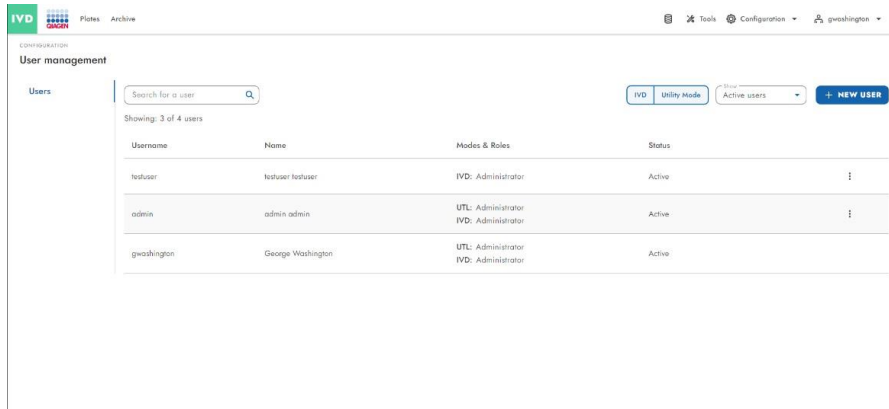 IVD QIAGEN Plates Archive Tools Configuration gwashington
CONFIGURATION
User management
Users
Search for a user
IVD Utility Mode
Show
Active users
+ NEW USER
Showing: 3 of 4 users
Username Name Modes & Roles Status
testuser testuser testuser IVD: Administrator Active
admin admin admin UTL: Administrator Active
IVD: Administrator
gwashington George Washington UTL: Administrator Active
IVD: Administrator